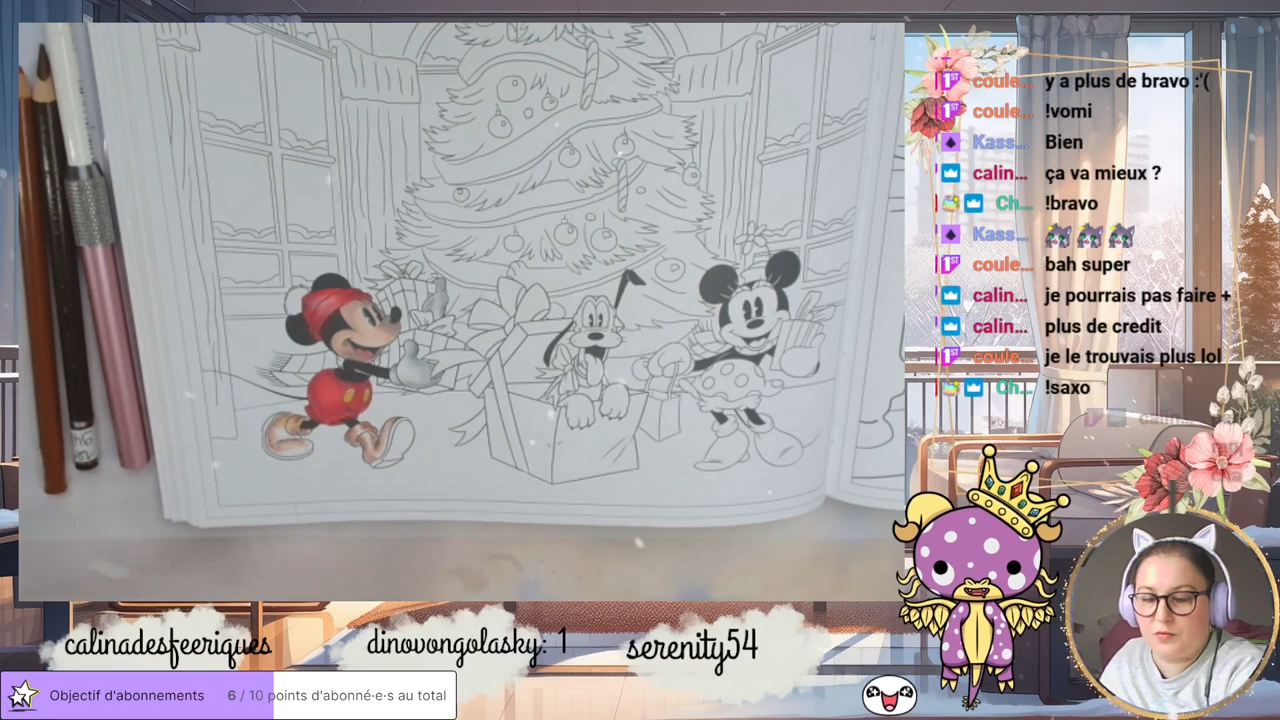 coule... y a plus de bravo :'(
coule... !vomi
Kass... Bien
calin... ça va mieux ?
Ch... !bravo
Kass...
coule... bah super
calin... je pourrais pas faire +
calin... plus de credit
coule... je le trouvais plus lol
Ch... !saxo
calinadesfeeriques
dinovongolasky: 1
serenity54
Objectif d'abonnements 6 / 10 points d'abonné·e·s au total